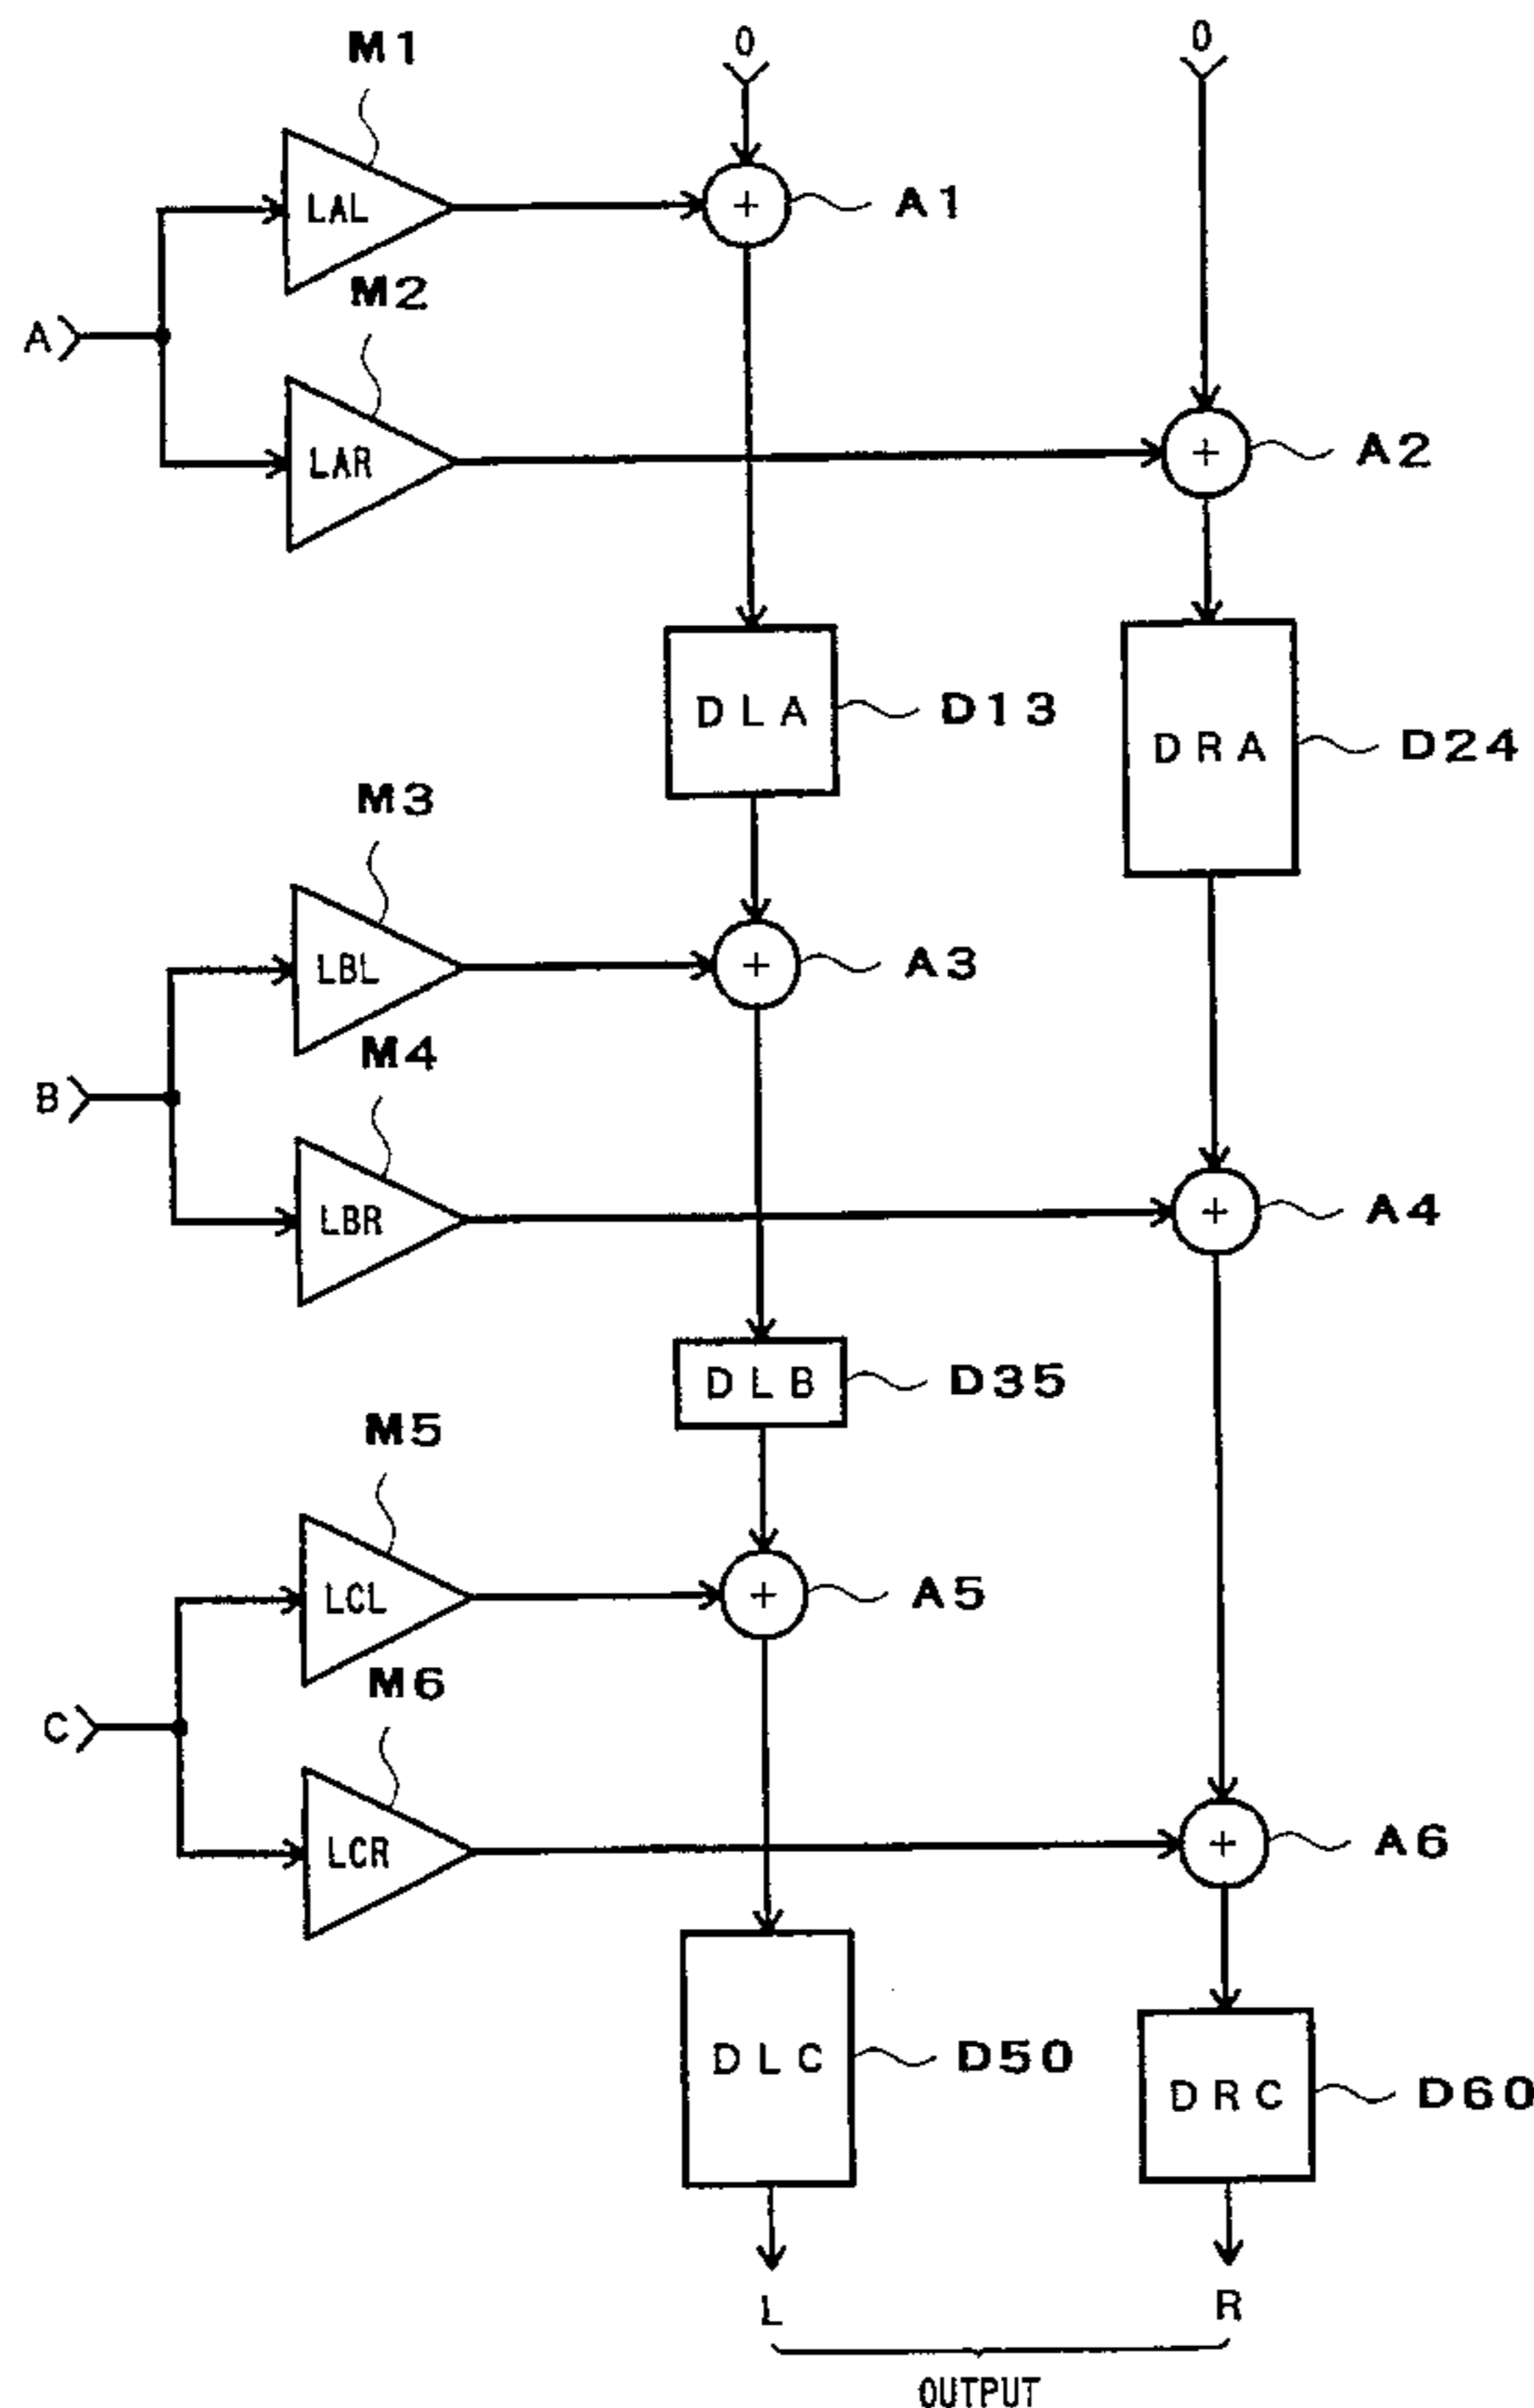 M1
0
0
LAL
A1
M2
A
LAR
A2
DLA
D13
DRA
D24
M3
LBL
A3
M4
B
LBR
A4
DLB
D35
M5
LCL
A5
M6
C
LCR
A6
DLC
D50
DRC
D60
L
R
OUTPUT